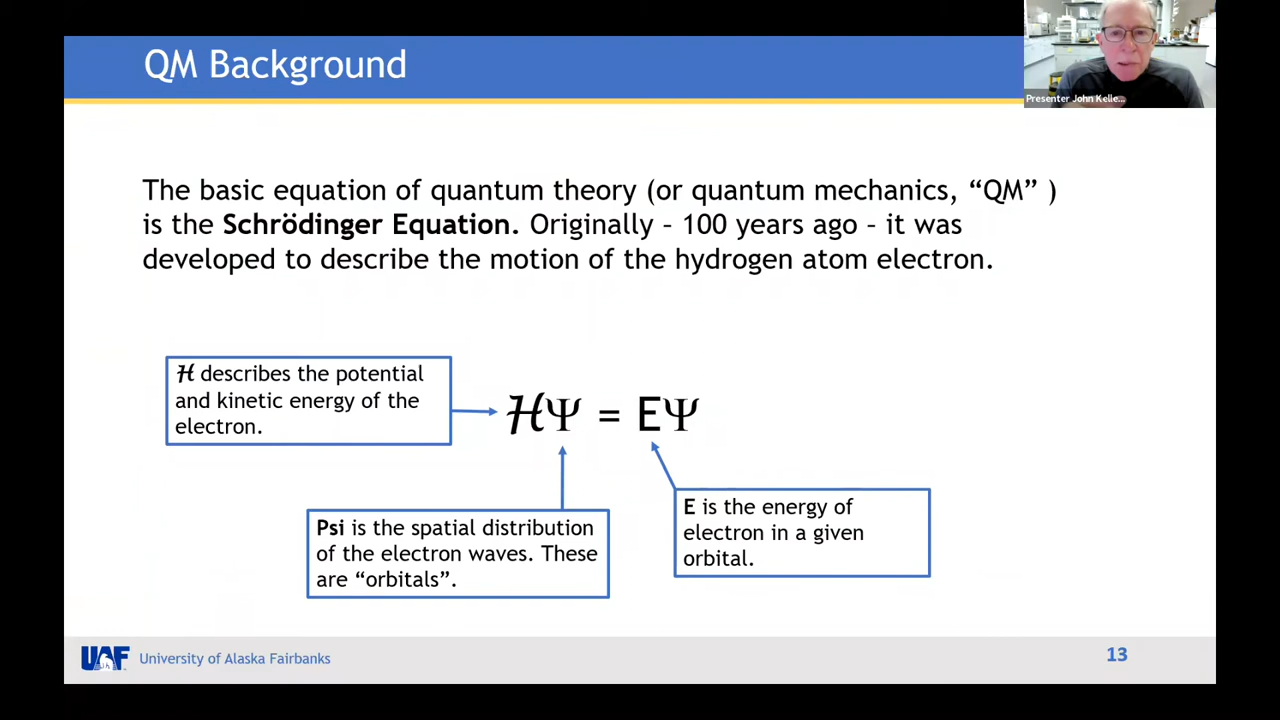 QM Background
Presenter John Kelle...
The basic equation of quantum theory (or quantum mechanics, “QM” )
is the Schrödinger Equation. Originally – 100 years ago – it was
developed to describe the motion of the hydrogen atom electron.
ℋ describes the potential
and kinetic energy of the
electron.
ℋΨ = EΨ
Psi is the spatial distribution
of the electron waves. These
are “orbitals”.
E is the energy of
electron in a given
orbital.
UAF University of Alaska Fairbanks
13